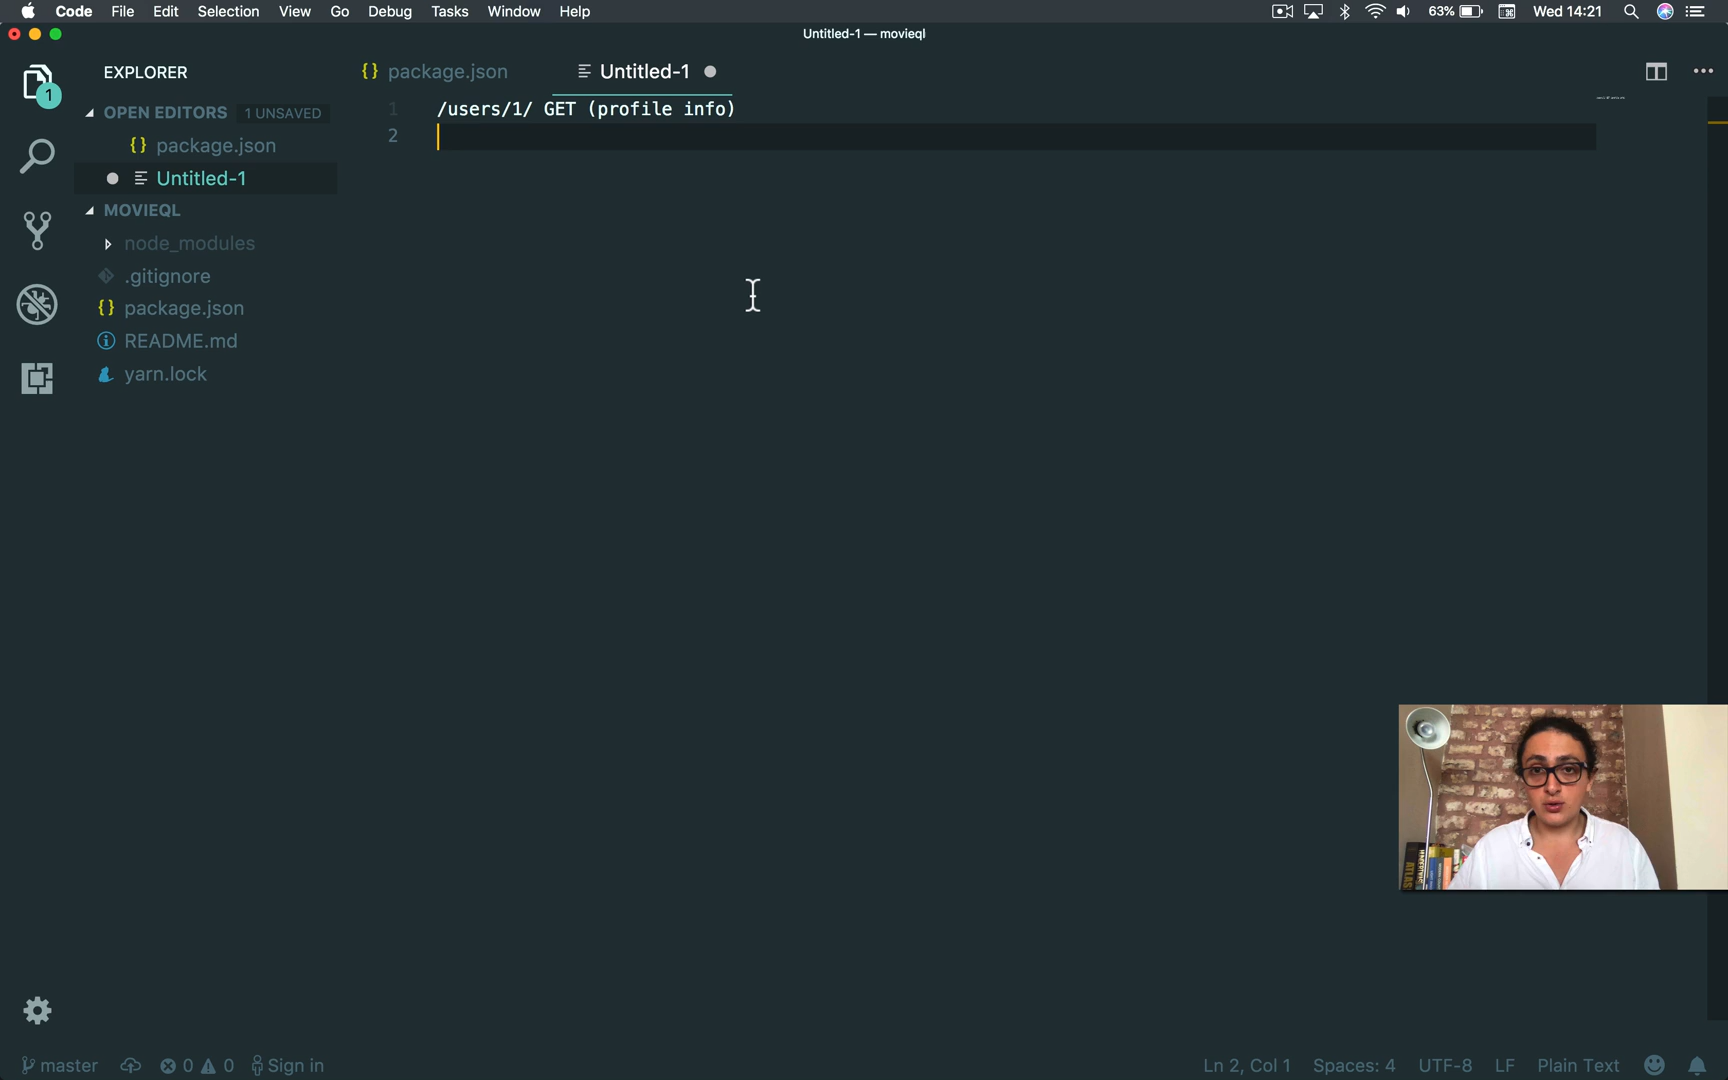 Code File Edit Selection View Go Debug Tasks Window Help 63% Wed 14:21
Untitled-1 — movieql
EXPLORER
OPEN EDITORS 1 UNSAVED
{} package.json
Untitled-1
MOVIEQL
node_modules
.gitignore
{} package.json
README.md
yarn.lock
1
{} package.json Untitled-1
1 /users/1/ GET (profile info)
2
ATLAS
master 0 0 Sign in Ln 2, Col 1 Spaces: 4 UTF-8 LF Plain Text